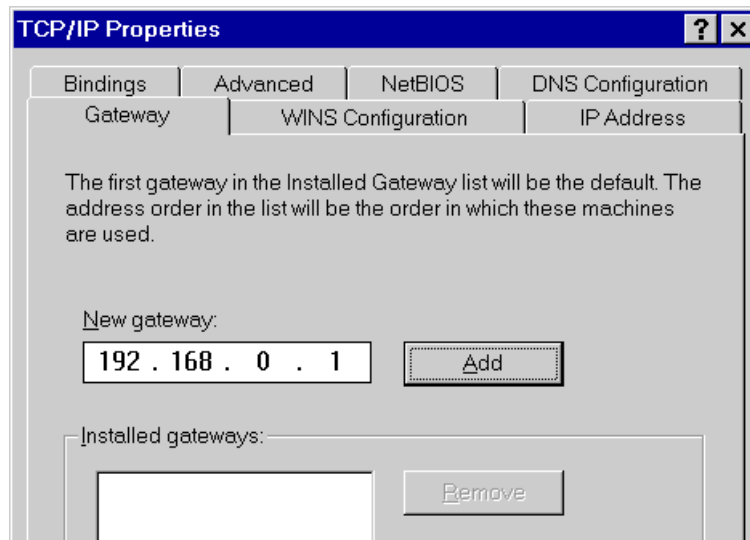 TCP/IP Properties
? ×
Bindings Advanced NetBIOS DNS Configuration
Gateway WINS Configuration IP Address
The first gateway in the Installed Gateway list will be the default. The
address order in the list will be the order in which these machines
are used.
New gateway:
192 . 168 . 0 . 1 Add
Installed gateways:
Remove